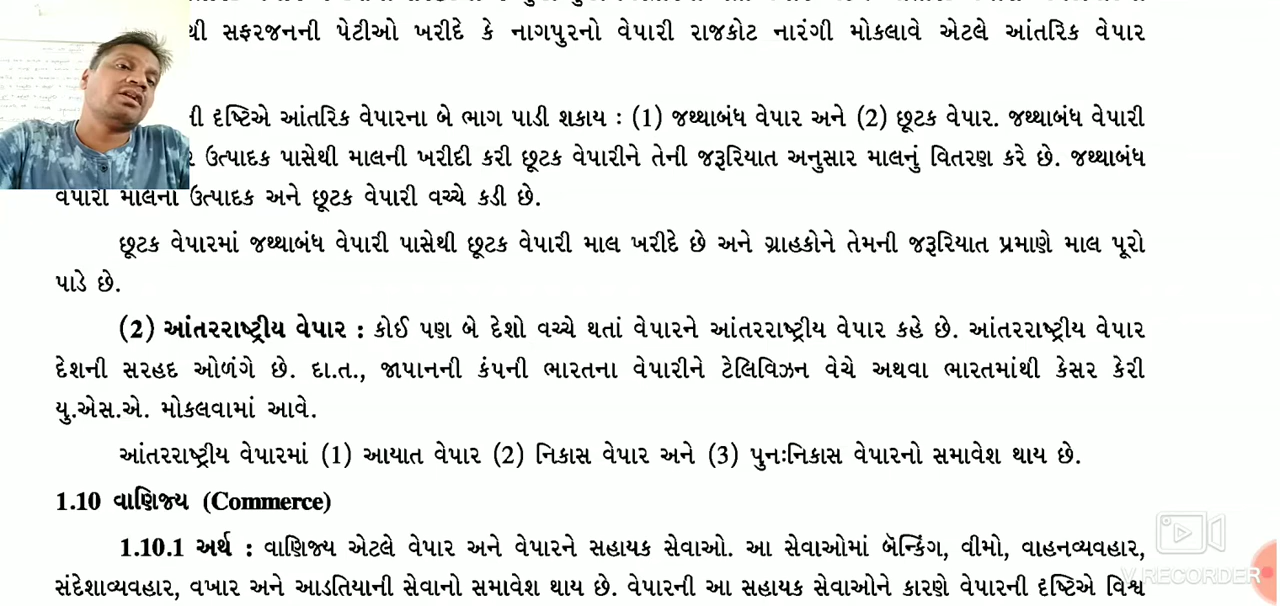 થી સફરજનની પેટીઓ ખરીદે કે નાગપુરનો વેપારી રાજકોટ નારંગી મોકલાવે એટલે આંતરિક વેપાર
ની દૃષ્ટિએ આંતરિક વેપારના બે ભાગ પાડી શકાય : (1) જથ્થાબંધ વેપાર અને (2) છૂટક વેપાર. જથ્થાબંધ વેપારી
ઉત્પાદક પાસેથી માલની ખરીદી કરી છૂટક વેપારીને તેની જરૂરિયાત અનુસાર માલનું વિતરણ કરે છે. જથ્થાબંધ
વેપારી માલના ઉત્પાદક અને છૂટક વેપારી વચ્ચે કડી છે.
છૂટક વેપારમાં જથ્થાબંધ વેપારી પાસેથી છૂટક વેપારી માલ ખરીદે છે અને ગ્રાહકોને તેમની જરૂરિયાત પ્રમાણે માલ પૂરો
પાડે છે.
(2) આંતરરાષ્ટ્રીય વેપાર : કોઈ પણ બે દેશો વચ્ચે થતાં વેપારને આંતરરાષ્ટ્રીય વેપાર કહે છે. આંતરરાષ્ટ્રીય વેપાર
દેશની સરહદ ઓળંગે છે. દા.ત., જાપાનની કંપની ભારતના વેપારીને ટેલિવિઝન વેચે અથવા ભારતમાંથી કેસર કેરી
યુ.એસ.એ. મોકલવામાં આવે.
આંતરરાષ્ટ્રીય વેપારમાં (1) આયાત વેપાર (2) નિકાસ વેપાર અને (3) પુનઃનિકાસ વેપારનો સમાવેશ થાય છે.
1.10 વાણિજ્ય (Commerce)
1.10.1 અર્થ : વાણિજ્ય એટલે વેપાર અને વેપારને સહાયક સેવાઓ. આ સેવાઓમાં બૅન્કિંગ, વીમો, વાહનવ્યવહાર,
સંદેશાવ્યવહાર, વખાર અને આડતિયાની સેવાનો સમાવેશ થાય છે. વેપારની આ સહાયક સેવાઓને કારણે વેપારની દૃષ્ટિએ વિશ્વ
V RECORDER